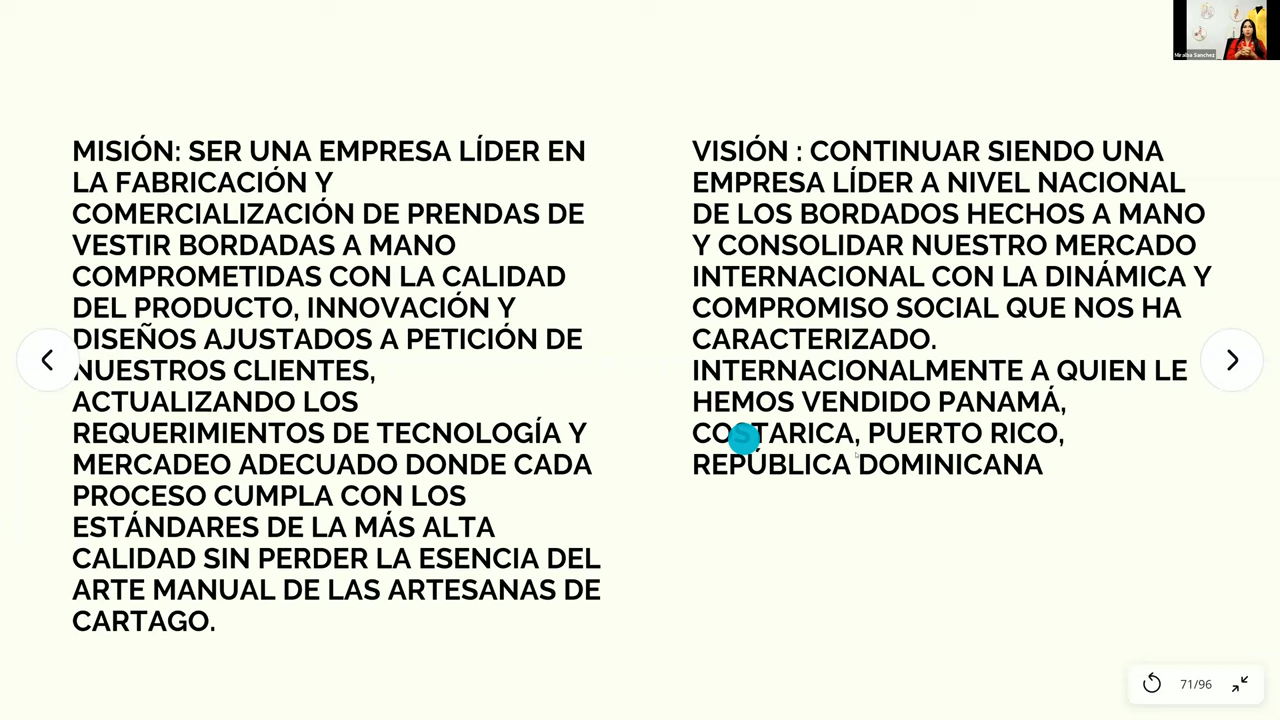 MISIÓN: SER UNA EMPRESA LÍDER EN
LA FABRICACIÓN Y
COMERCIALIZACIÓN DE PRENDAS DE
VESTIR BORDADAS A MANO
COMPROMETIDAS CON LA CALIDAD
DEL PRODUCTO, INNOVACIÓN Y
DISEÑOS AJUSTADOS A PETICIÓN DE
NUESTROS CLIENTES,
ACTUALIZANDO LOS
REQUERIMIENTOS DE TECNOLOGÍA Y
MERCADEO ADECUADO DONDE CADA
PROCESO CUMPLA CON LOS
ESTÁNDARES DE LA MÁS ALTA
CALIDAD SIN PERDER LA ESENCIA DEL
ARTE MANUAL DE LAS ARTESANAS DE
CARTAGO.
VISIÓN : CONTINUAR SIENDO UNA
EMPRESA LÍDER A NIVEL NACIONAL
DE LOS BORDADOS HECHOS A MANO
Y CONSOLIDAR NUESTRO MERCADO
INTERNACIONAL CON LA DINÁMICA Y
COMPROMISO SOCIAL QUE NOS HA
CARACTERIZADO.
INTERNACIONALMENTE A QUIEN LE
HEMOS VENDIDO PANAMÁ,
COSTARICA, PUERTO RICO,
REPÚBLICA DOMINICANA
Sanchez
71/96